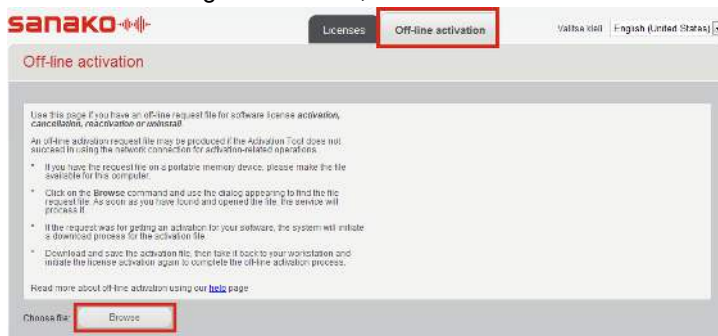 sanako
Licenses
Off-line activation
Valitse kieli
English (United States)
Off-line activation
Use this page if you have an off-line request file for software license activation,
cancellation, reactivation or uninstall.
An off-line activation request file may be produced if the Activation Tool does not
succeed in using the network connection for activation-related operations.
* If you have the request file on a portable memory device, please make the file
available for this computer.
* Click on the Browse command and use the dialog appearing to find the file
request file. As soon as you have found and opened the file, the service will
process it.
* If the request was for getting an activation for your software, the system will initiate
a download process for the activation file.
* Download and save the activation file, then take it back to your workstation and
initiate the license activation again to complete the off-line activation process.
Read more about off-line activation using our help page
Choose file:
Browse